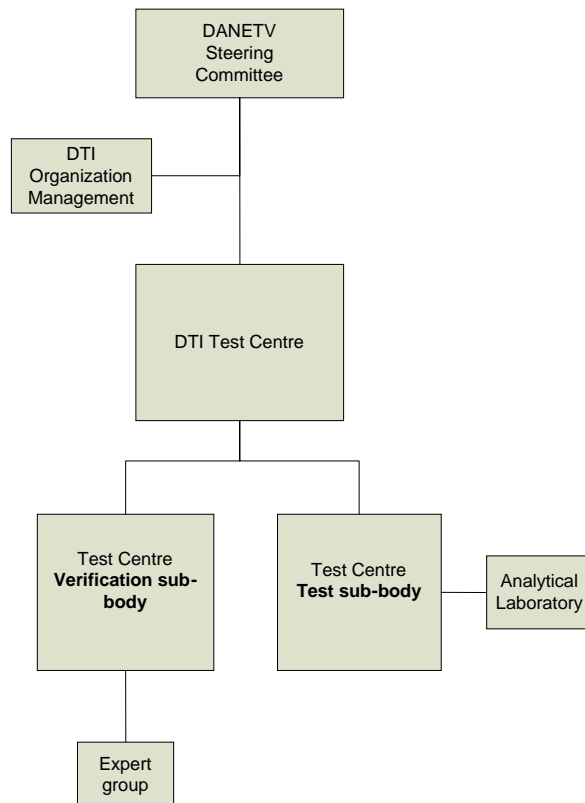 DANETV
Steering
Committee
DTI
Organization
Management
DTI Test Centre
Test Centre
Verification sub-
body
Test Centre
Test sub-body
Analytical
Laboratory
Expert
group